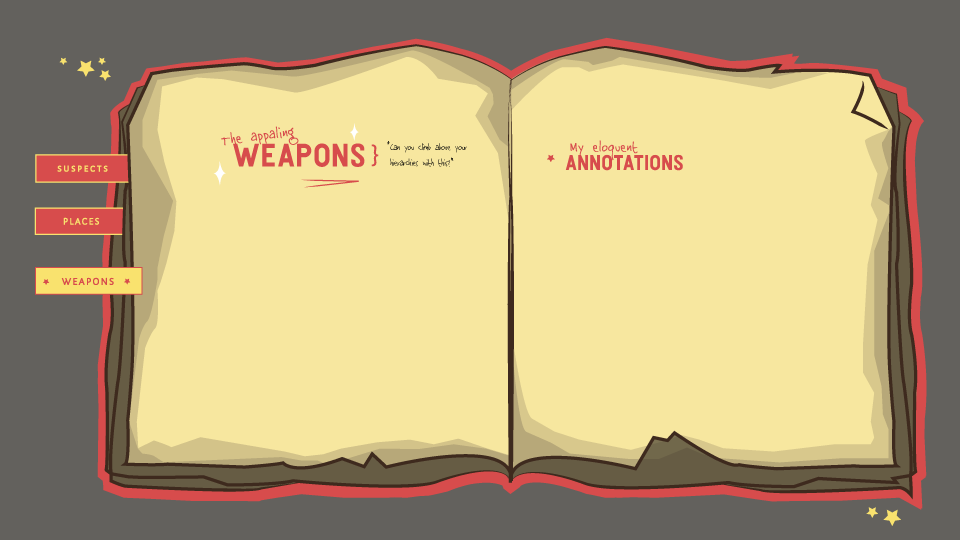 The appaling
WEAPONS }
"Can you climb above your
hierarchies with this?"
My eloquent
ANNOTATIONS
SUSPECTS
PLACES
WEAPONS